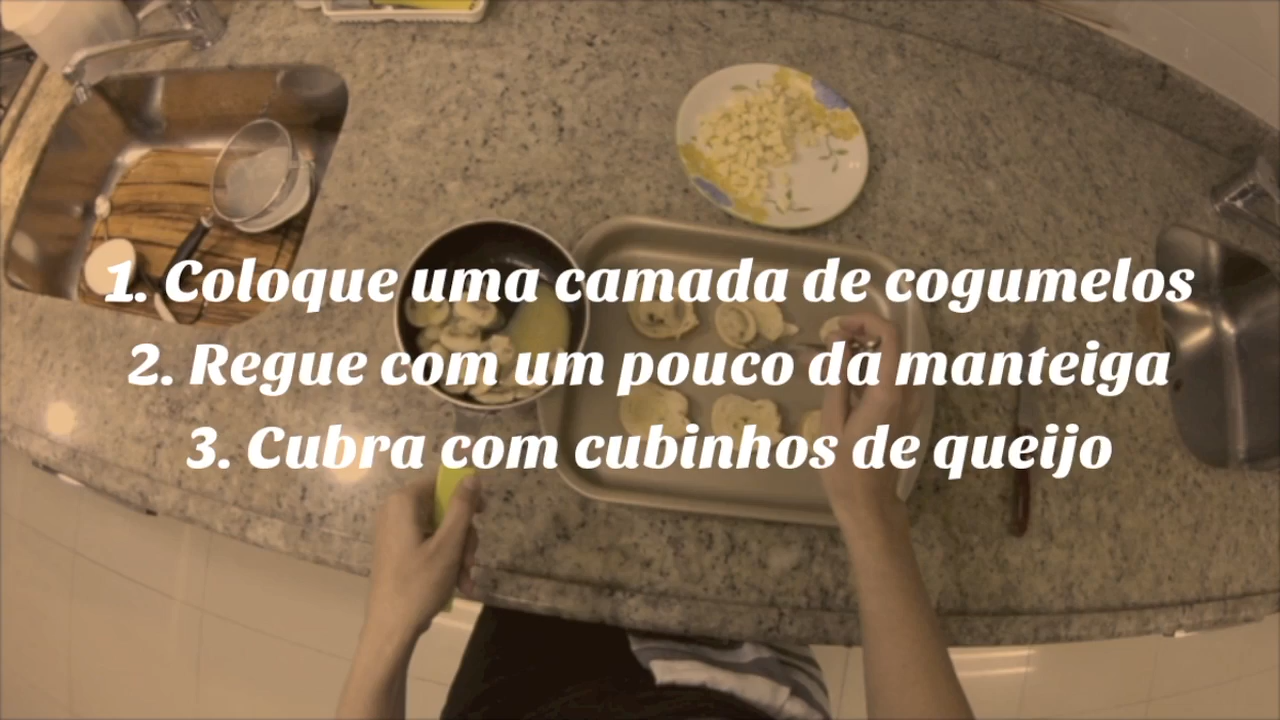 1. Coloque uma camada de cogumelos
2. Regue com um pouco da manteiga
3. Cubra com cubinhos de queijo